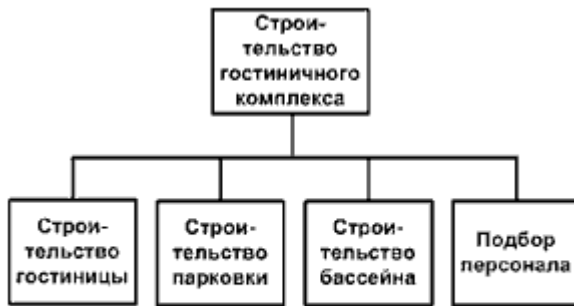 Строи-
тельство
гостиничного
комплекса
Строи-
тельство
гостиницы
Строи-
тельство
парковки
Строи-
тельство
бассейна
Подбор
персонала